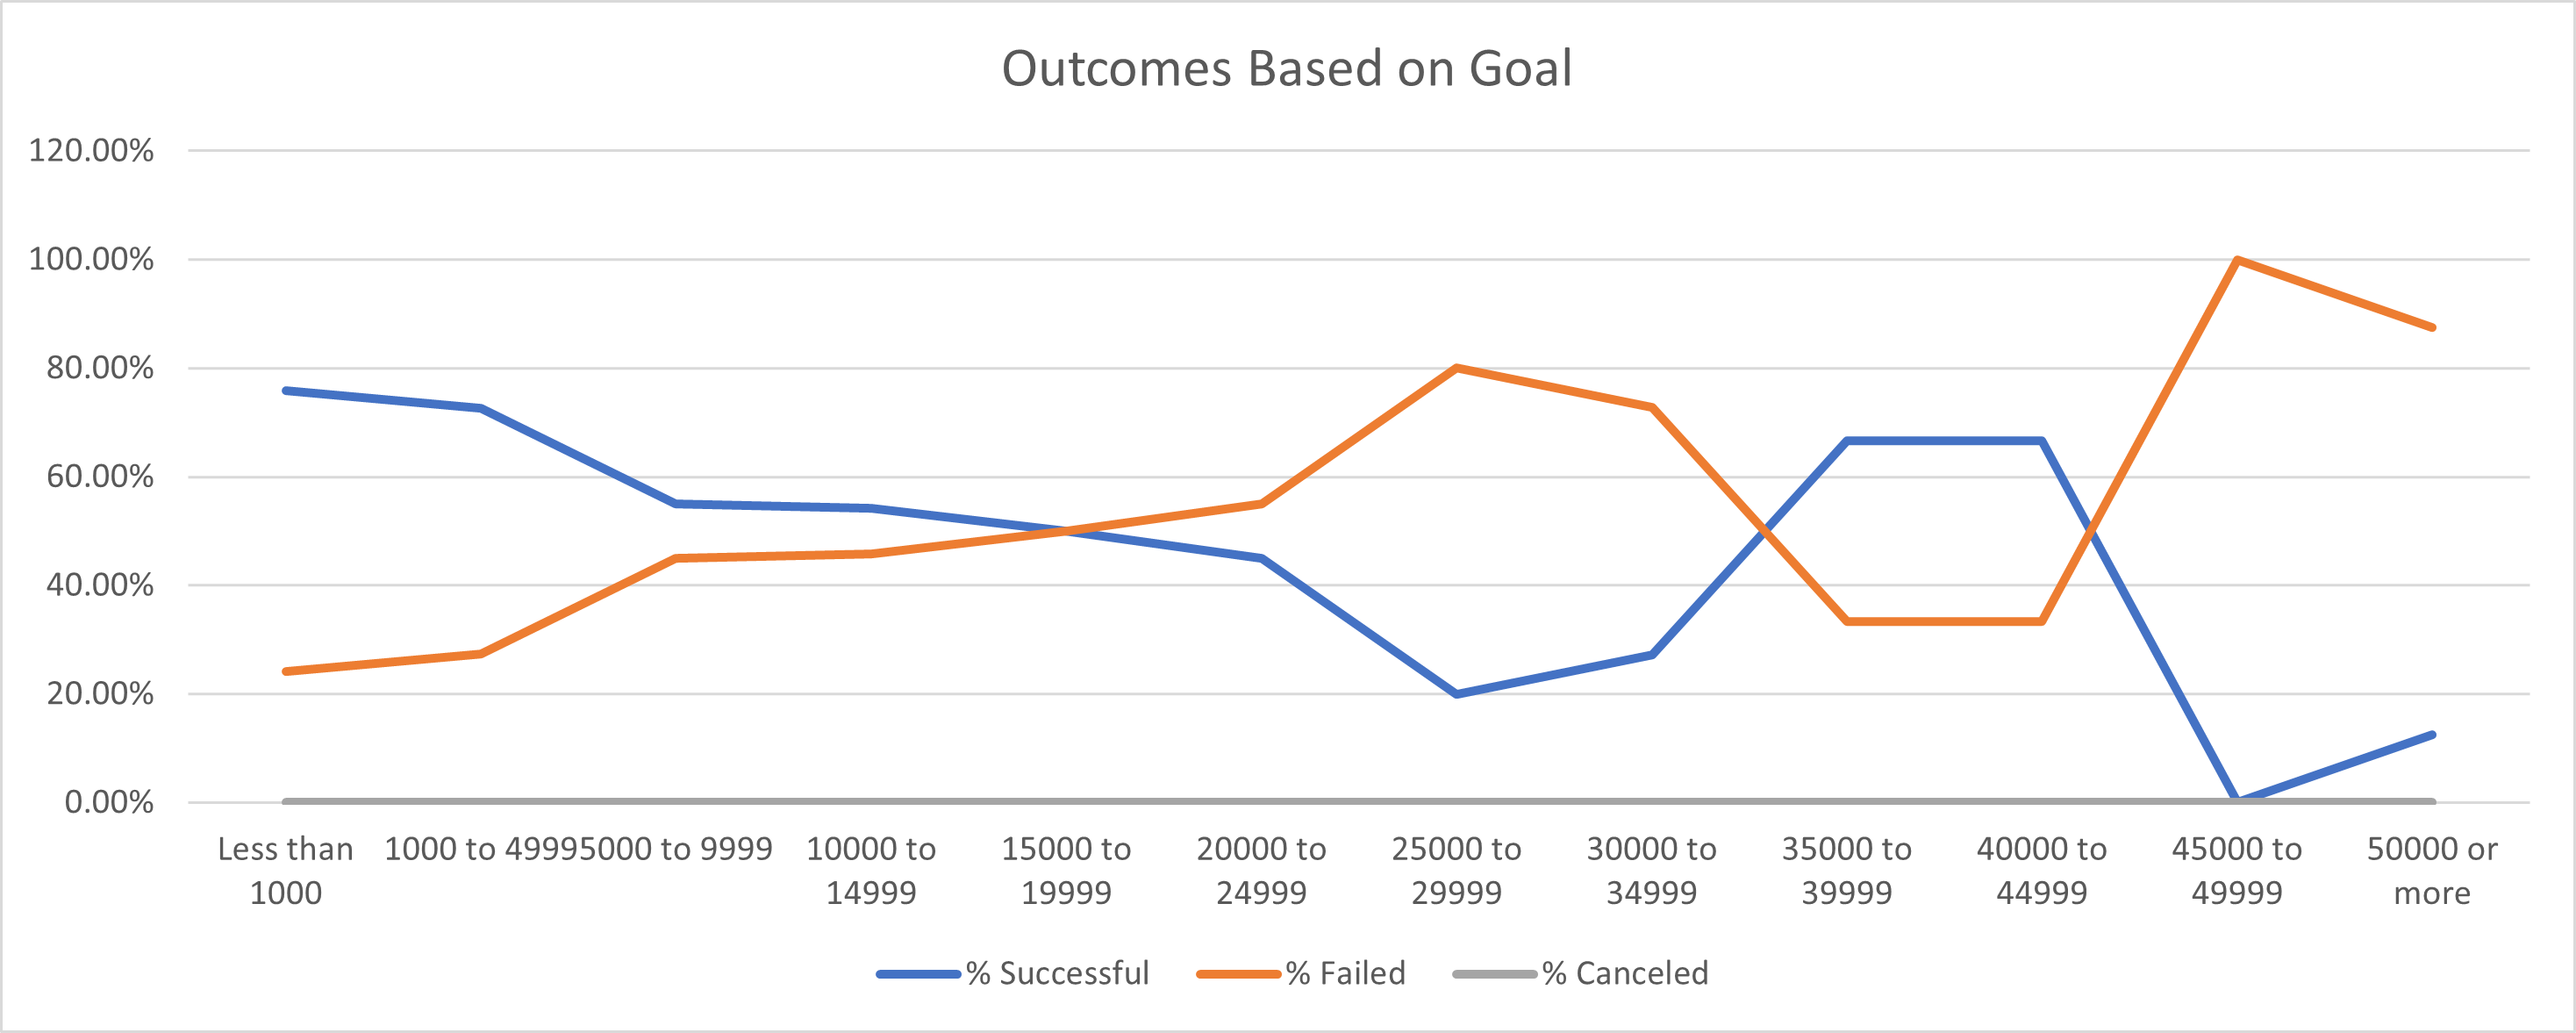 Outcomes Based on Goal
120.00%
100.00%
80.00%
60.00%
40.00%
20.00%
0.00%
Less than
1000
1000 to 4999
5000 to 9999
10000 to
14999
15000 to
19999
20000 to
24999
25000 to
29999
30000 to
34999
35000 to
39999
40000 to
44999
45000 to
49999
50000 or
more
% Successful
% Failed
% Canceled